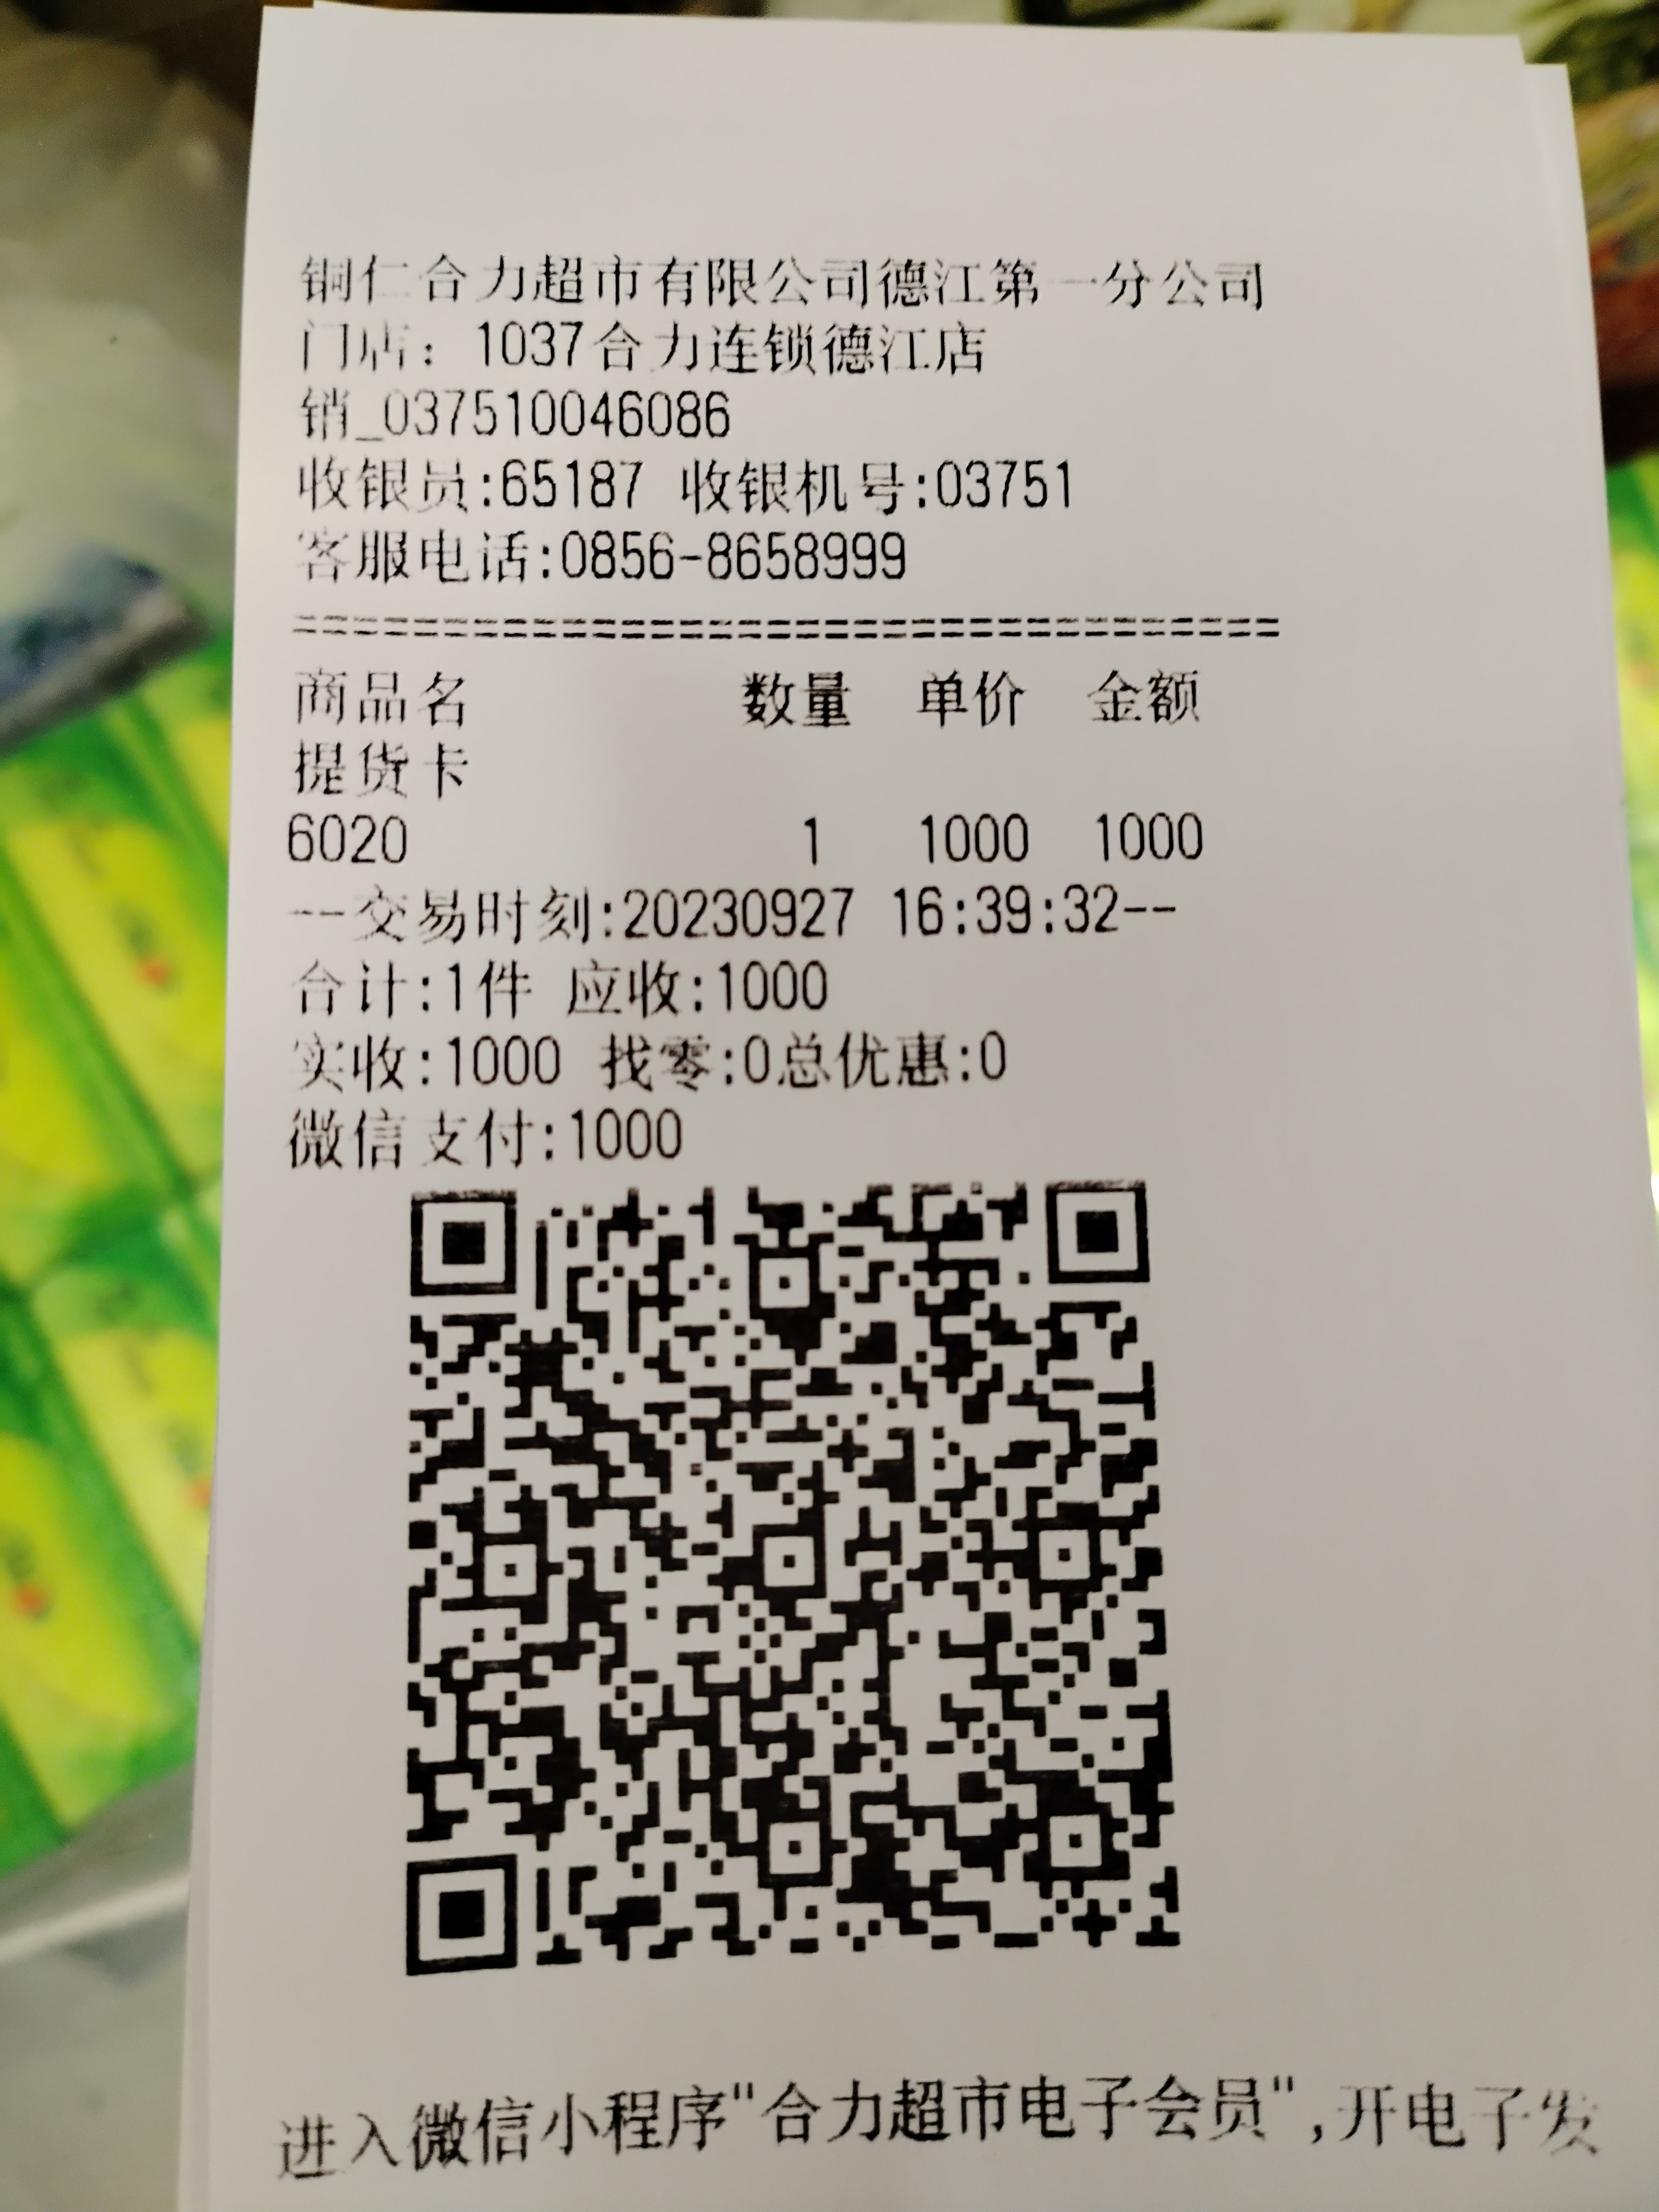 铜仁合力超市有限公司德江第一分公司
门店：1037合力连锁德江店
销_037510046086
收银员:65187 收银机号:03751
客服电话:0856-8658999
=================================
商品名 数量 单价 金额
提货卡
6020 1 1000 1000
--交易时刻:20230927 16:39:32--
合计:1件 应收:1000
实收:1000 找零:0总优惠:0
微信支付:1000
进入微信小程序"合力超市电子会员",开电子发